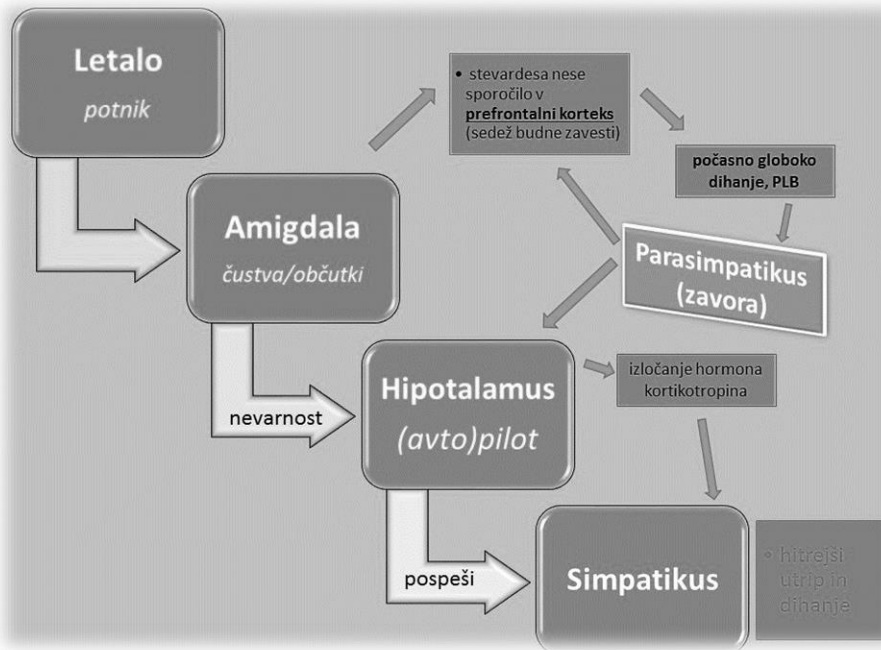 Letalo
potnik
• stevardesa nese
sporočilo v
prefrontalni korteks
(sedež budne zavesti)
počasno globoko
dihanje, PLB
Amigdala
čustva/občutki
Parasimpatikus
(zavora)
nevarnost
Hipotalamus
(avto)pilot
izločanje hormona
kortikotropina
pospeši
Simpatikus
• hitrejši
utrip in
dihanje